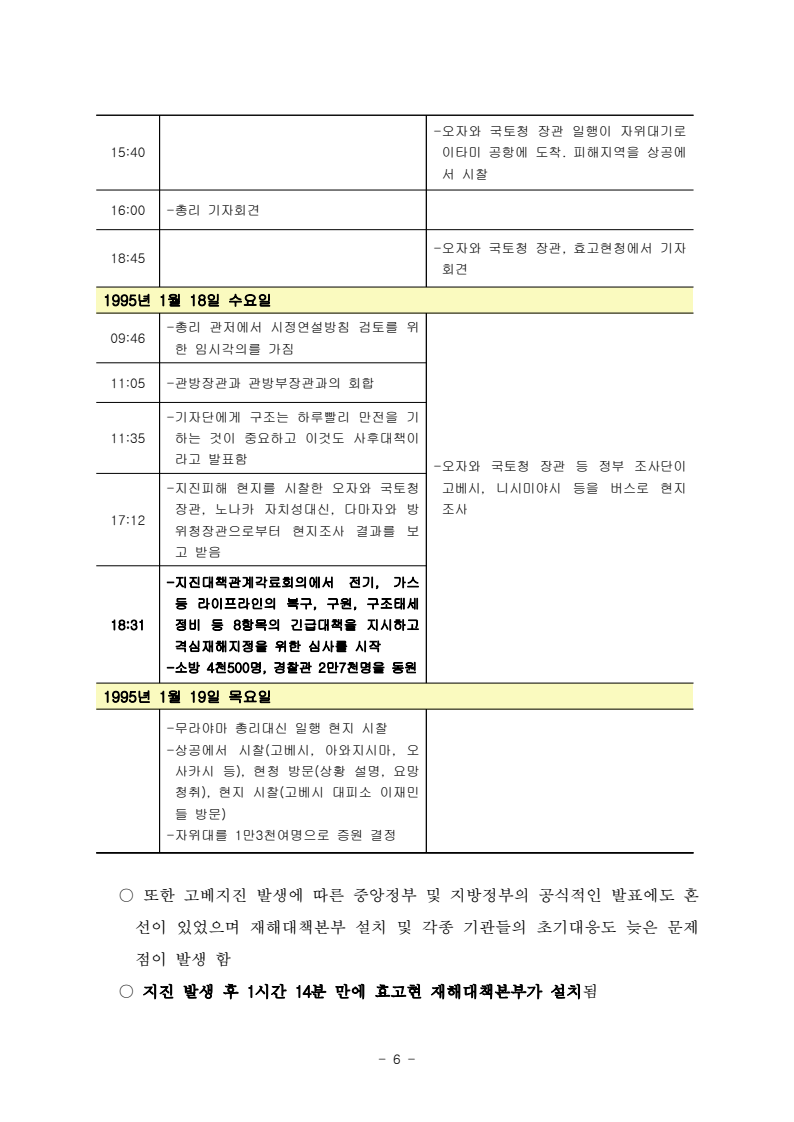 -오자와 국토청 장관 일행이 자위대기로
15:40
이타미 공항에 도착. 피해지역을 상공에
서 시찰
16:00 -총리 기자회견
-오자와 국토청 장관, 효고현청에서 기자
18:45
회견
1995년 1월 18일 수요일
-총리 관저에서 시정연설방침 검토를 위
09:46
한 임시각의를 가짐
11:05 -관방장관과 관방부장관과의 회합
-기자단에게 구조는 하루빨리 만전을 기
11:35 하는 것이 중요하고 이것도 사후대책이
라고 발표함
-오자와 국토청 장관 등 정부 조사단이
고베시, 니시미야시 등을 버스로 현지
조사
-지진피해 현지를 시찰한 오자와 국토청
장관, 노나카 자치성대신, 다마자와 방
17:12
위청장관으로부터 현지조사 결과를 보
고 받음
-지진대책관계각료회의에서 전기, 가스
등 라이프라인의 복구, 구원, 구조태세
18:31 정비 등 8항목의 긴급대책을 지시하고
격심재해지정을 위한 심사를 시작
-소방 4천500명, 경찰관 2만7천명을 동원
1995년 1월 19일 목요일
-무라야마 총리대신 일행 현지 시찰
-상공에서 시찰(고베시, 아와지시마, 오
사카시 등), 현청 방문(상황 설명, 요망
청취), 현지 시찰(고베시 대피소 이재민
들 방문)
-자위대를 1만3천여명으로 증원 결정
○ 또한 고베지진 발생에 따른 중앙정부 및 지방정부의 공식적인 발표에도 혼
선이 있었으며 재해대책본부 설치 및 각종 기관들의 초기대응도 늦은 문제
점이 발생 함
○ 지진 발생 후 1시간 14분 만에 효고현 재해대책본부가 설치됨
- 6 -